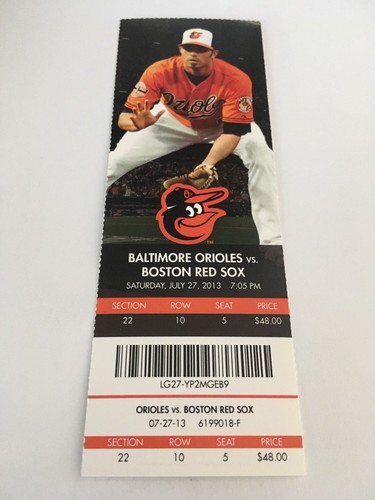 Orioles
BALTIMORE ORIOLES VS.
BOSTON RED SOX
SATURDAY, JULY 27, 2013 7:05 PM
SECTION ROW SEAT PRICE
22 10 5 $48.00
LG27-YP2MGEB9
ORIOLES VS. BOSTON RED SOX
07-27-13 6199018-F
SECTION ROW SEAT PRICE
22 10 5 $48.00